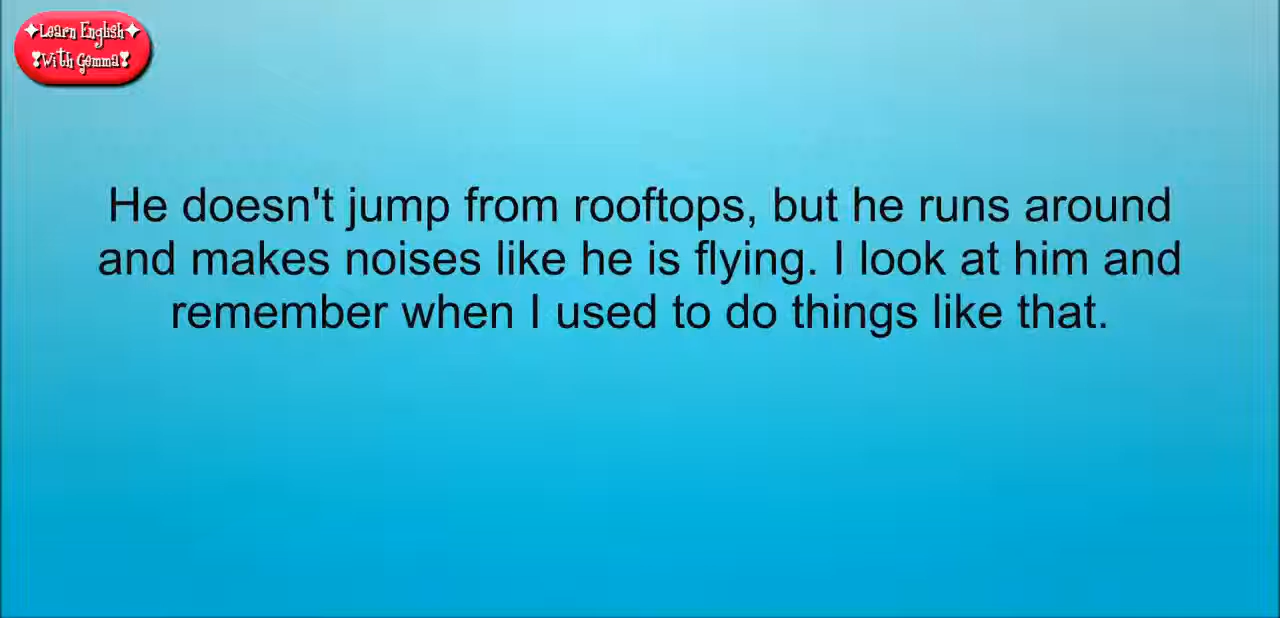 ✦Learn English✦
❣With Gemma❣
He doesn't jump from rooftops, but he runs around
and makes noises like he is flying. I look at him and
remember when I used to do things like that.